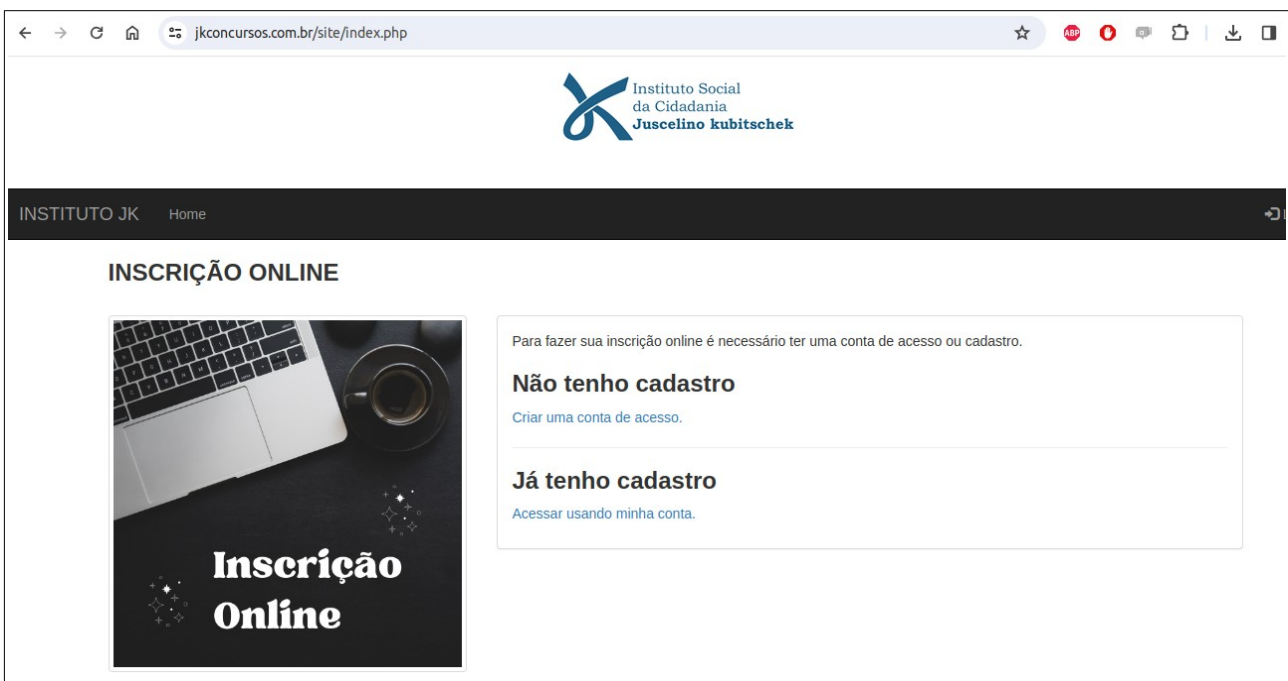 jkconcursos.com.br/site/index.php
ABP
Instituto Social
da Cidadania
Juscelino kubitschek
INSTITUTO JK Home
INSCRIÇÃO ONLINE
Para fazer sua inscrição online é necessário ter uma conta de acesso ou cadastro.
Não tenho cadastro
Criar uma conta de acesso.
Já tenho cadastro
Acessar usando minha conta.
Inscrição
Online